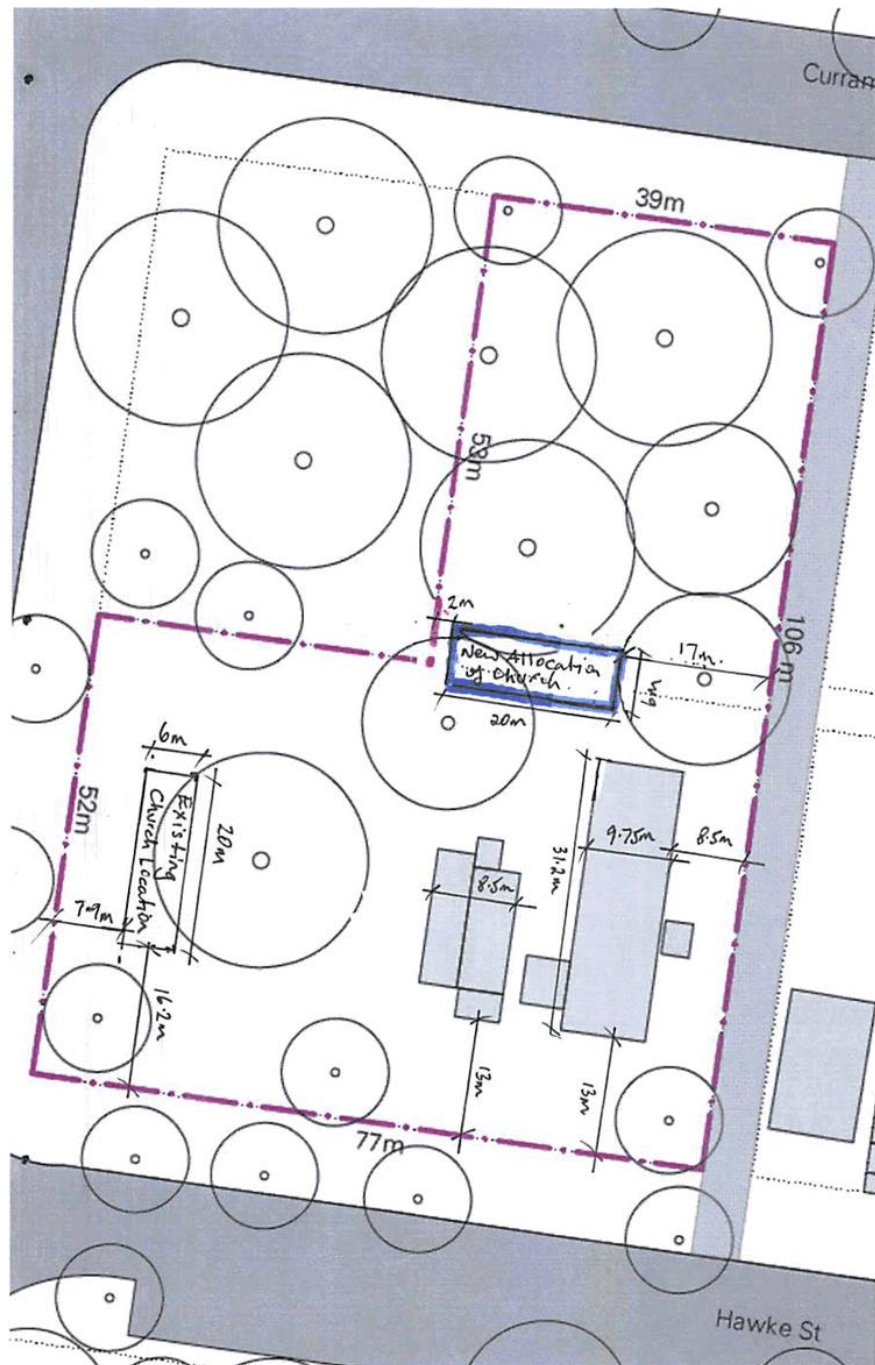 Curran
39m
53m
2m
New Allocation
of Church
17m.
6m
20m
106 m
6m
52m
Existing
Church Location
20m
7.9m
16.2m
31.2m
9.75m
8.5m
8.5m
13m
13m
77m
Hawke St